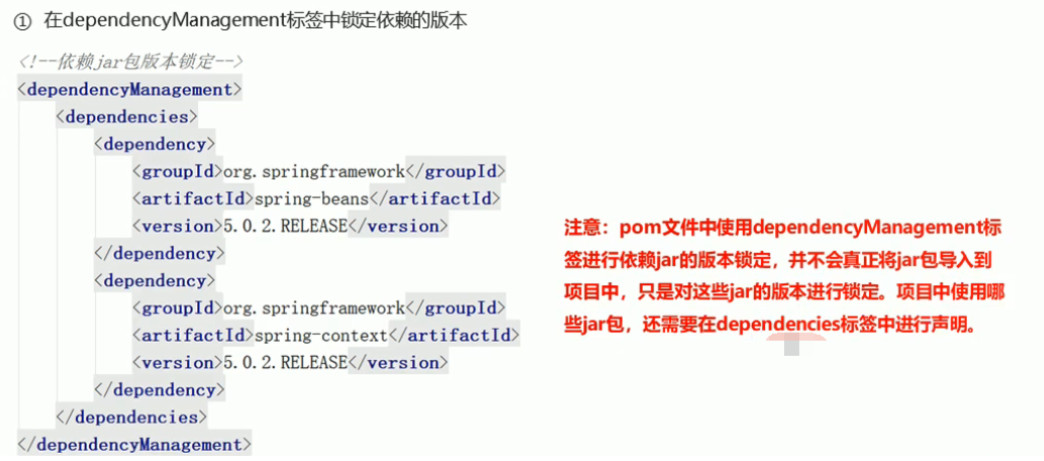 ① 在dependencyManagement标签中锁定依赖的版本
<!--依赖jar包版本锁定-->
<dependencyManagement>
<dependencies>
<dependency>
<groupId>org.springframework</groupId>
<artifactId>spring-beans</artifactId>
<version>5.0.2.RELEASE</version>
</dependency>
<dependency>
<groupId>org.springframework</groupId>
<artifactId>spring-context</artifactId>
<version>5.0.2.RELEASE</version>
</dependency>
</dependencies>
</dependencyManagement>
注意：pom文件中使用dependencyManagement标
签进行依赖jar的版本锁定，并不会真正将jar包导入到
项目中，只是对这些jar的版本进行锁定。项目中使用哪
些jar包，还需要在dependencies标签中进行声明。